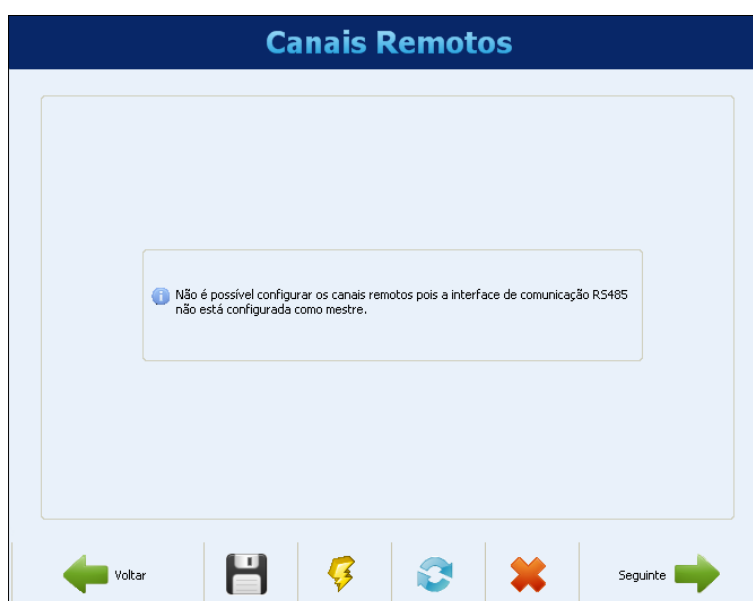 Canais Remotos
Não é possível configurar os canais remotos pois a interface de comunicação RS485
não está configurada como mestre.
Voltar
Seguinte